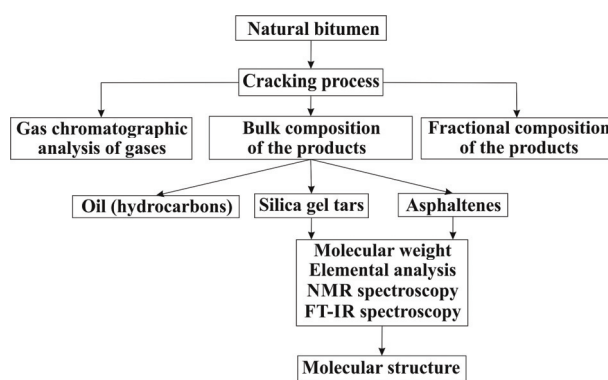 Natural bitumen
Cracking process
Gas chromatographic
analysis of gases
Bulk composition
of the products
Fractional composition
of the products
Oil (hydrocarbons)
Silica gel tars
Asphaltenes
Molecular weight
Elemental analysis
NMR spectroscopy
FT-IR spectroscopy
Molecular structure